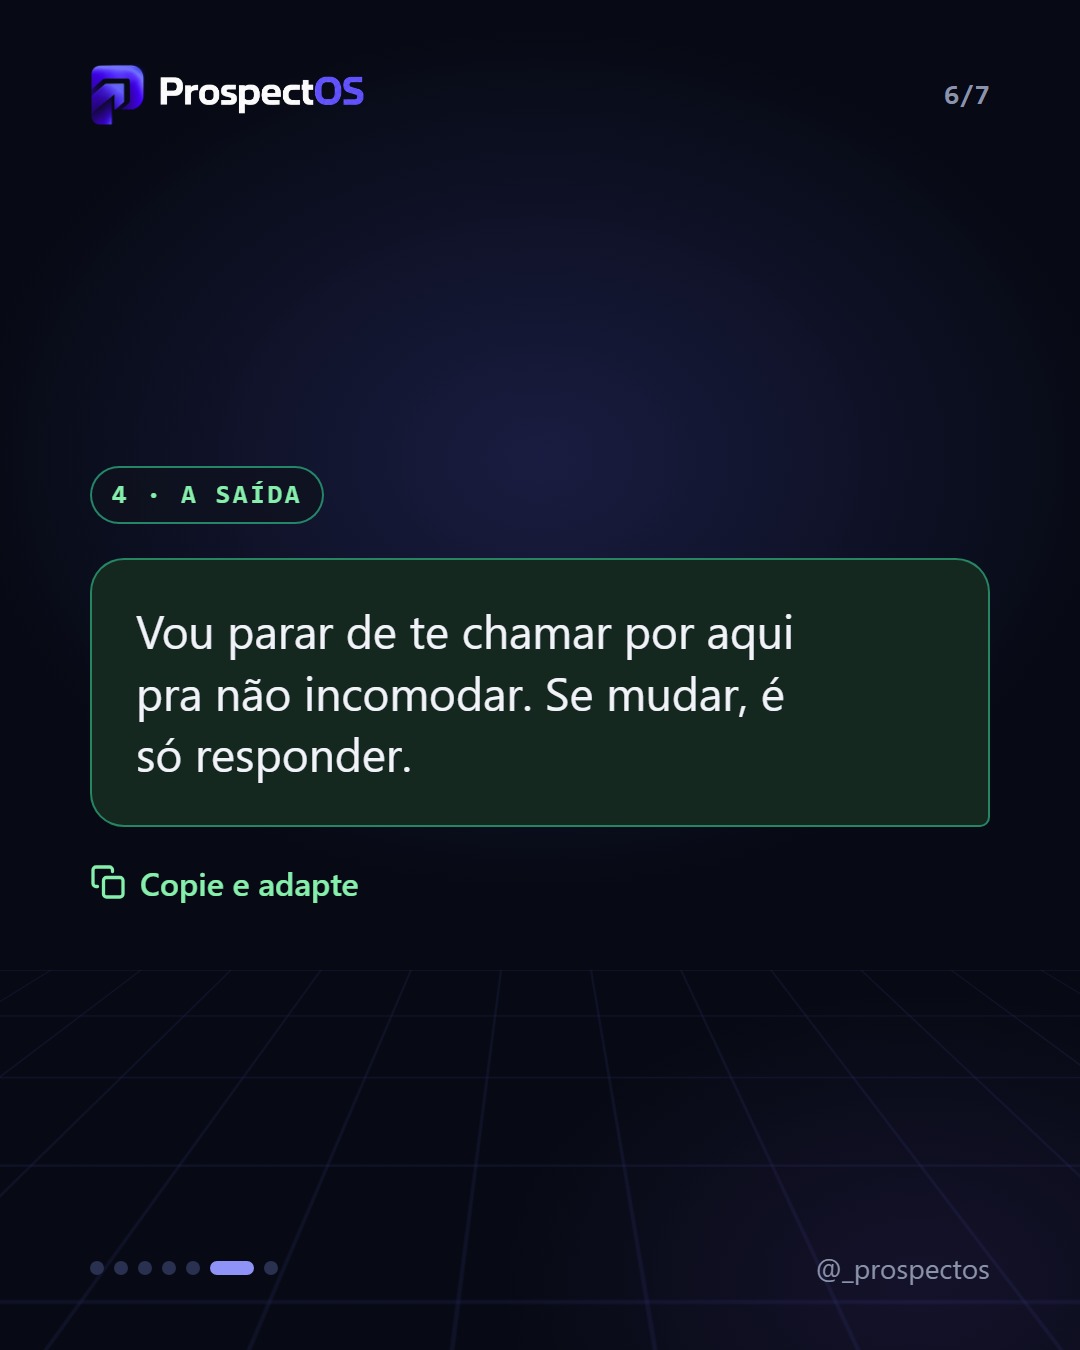 ProspectOS
6/7
4 · A SAÍDA
Vou parar de te chamar por aqui
pra não incomodar. Se mudar, é
só responder.
Copie e adapte
@_prospectos